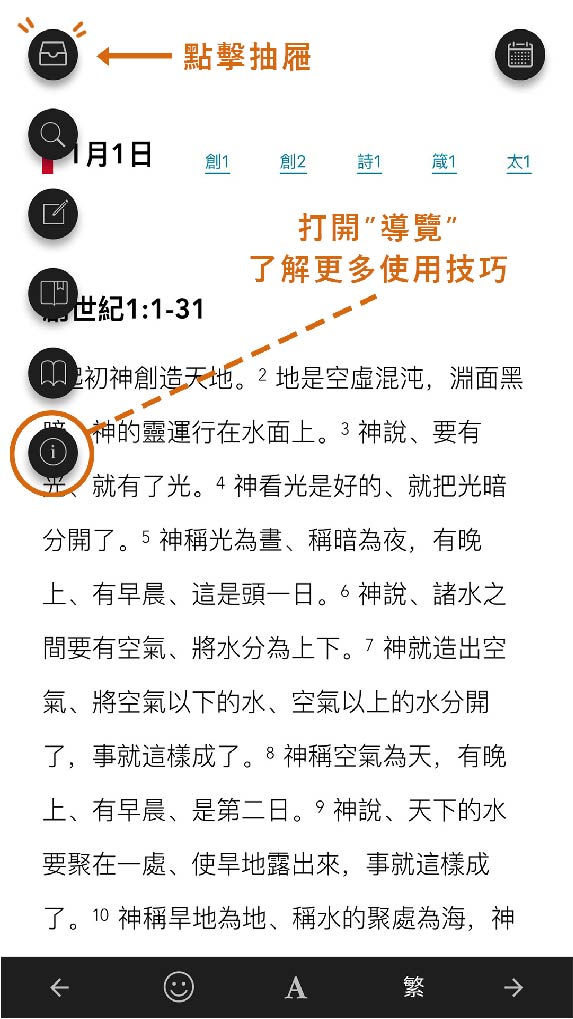 點擊抽屜
1月1日
創1 創2 詩1 箴1 太1
打開"導覽"
了解更多使用技巧
創世紀1:1-31
起初神創造天地。2 地是空虛混沌，淵面黑
暗、神的靈運行在水面上。3 神說、要有
光、就有了光。4 神看光是好的、就把光暗
分開了。5 神稱光為晝、稱暗為夜，有晚
上、有早晨、這是頭一日。6 神說、諸水之
間要有空氣、將水分為上下。7 神就造出空
氣、將空氣以下的水、空氣以上的水分開
了，事就這樣成了。8 神稱空氣為天，有晚
上、有早晨、是第二日。9 神說、天下的水
要聚在一處、使旱地露出來，事就這樣成
了。10 神稱旱地為地、稱水的聚處為海，神
A 繁